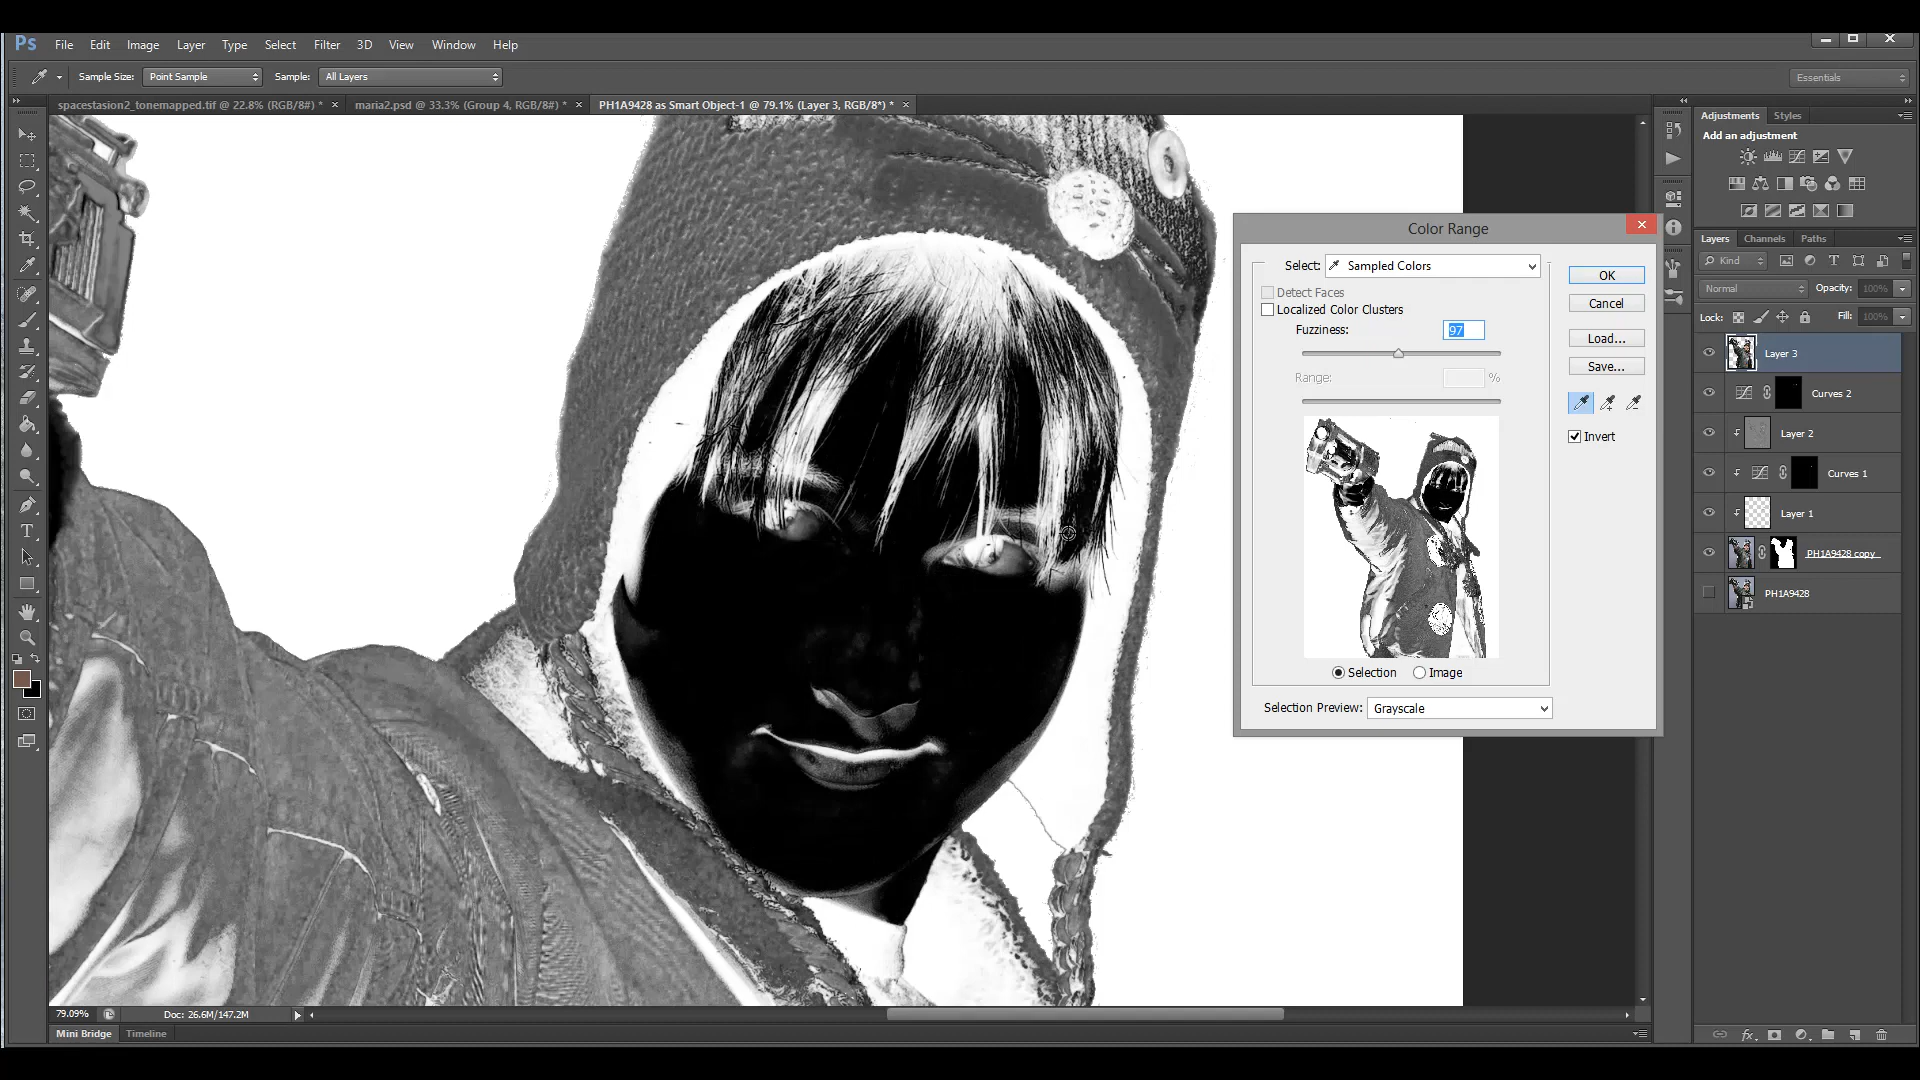 Ps File Edit Image Layer Type Select Filter 3D View Window Help
Sample Size: Point Sample Sample: All Layers Essentials
spacestasion2_tonemapped.tif @ 22.8% (RGB/8#) * × maria2.psd @ 33.3% (Group 4, RGB/8#) * × PH1A9428 as Smart Object-1 @ 79.1% (Layer 3, RGB/8*) * ×
Adjustments Styles
Add an adjustment
Color Range
Select: Sampled Colors
OK
Detect Faces
Localized Color Clusters
Cancel
Fuzziness: 97
Load...
Save...
Range: %
Invert
Selection Image
Selection Preview: Grayscale
Layers Channels Paths
Kind
Normal Opacity: 100%
Lock: Fill: 100%
Layer 3
Curves 2
Layer 2
Curves 1
Layer 1
PH1A9428 copy
PH1A9428
79.09% Doc: 26.6M/147.2M
Mini Bridge Timeline
fx